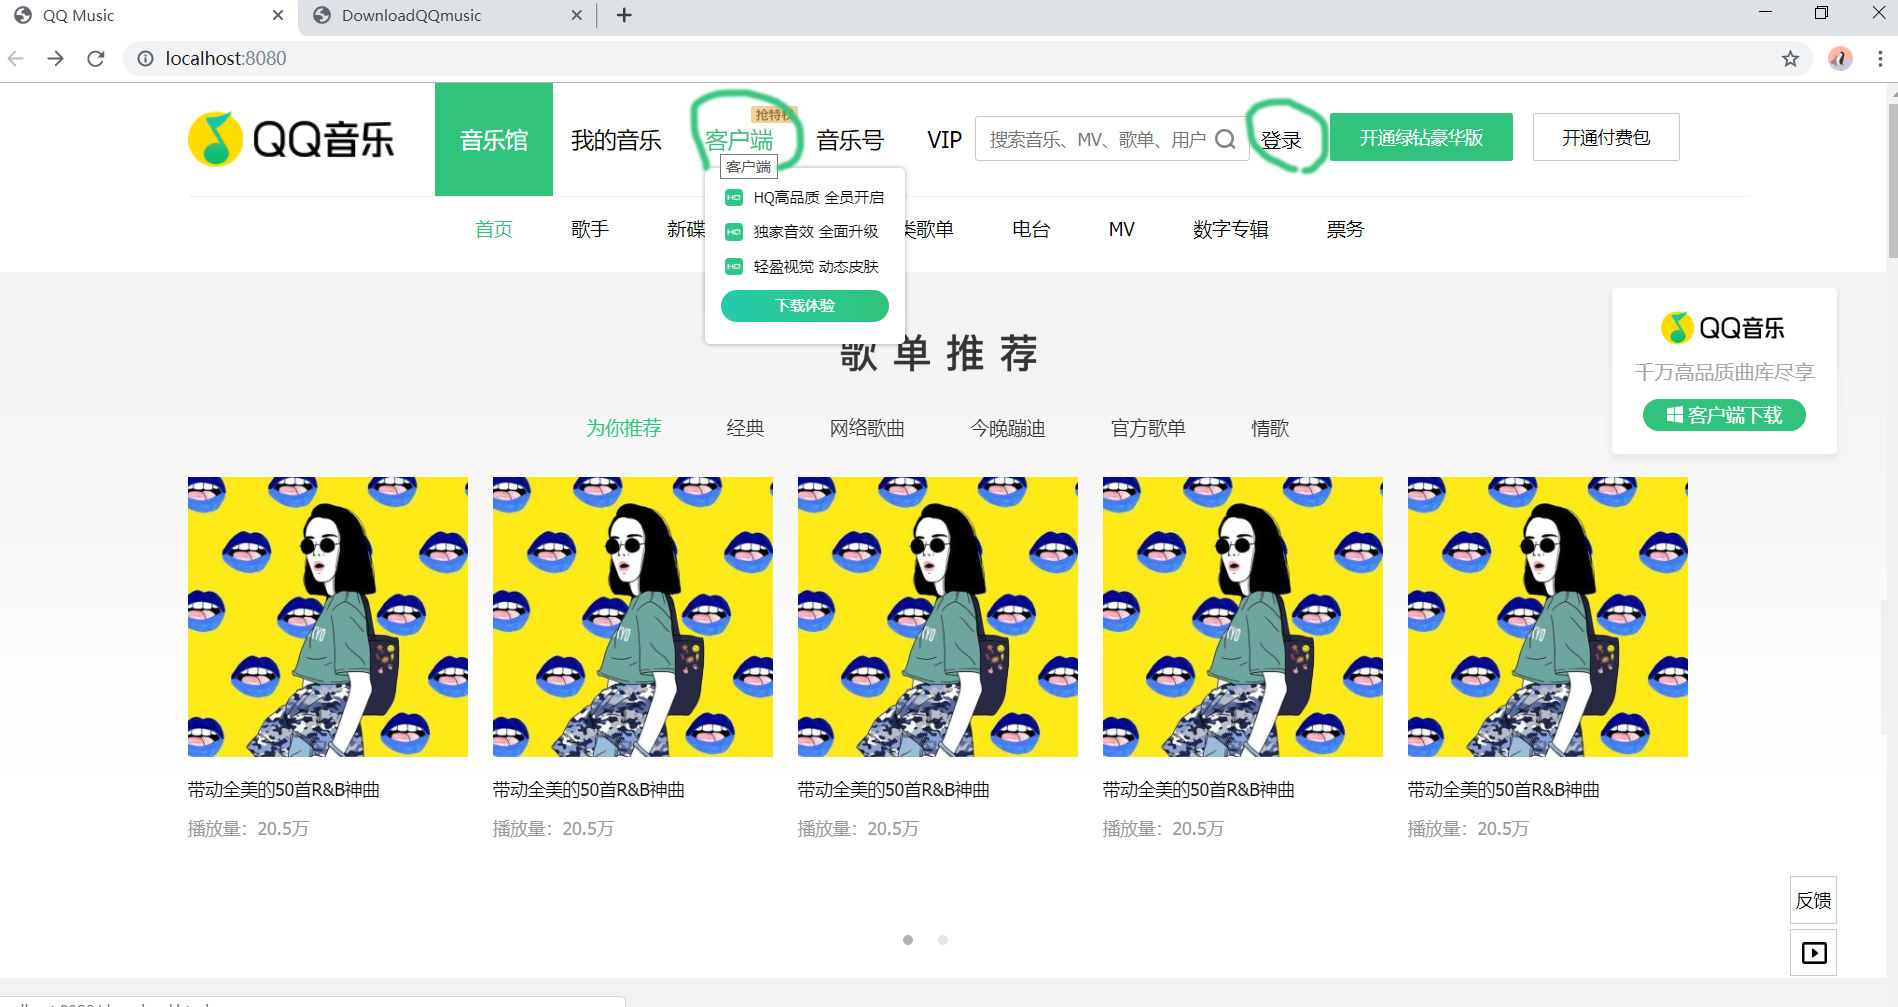 QQ Music
DownloadQQmusic
localhost:8080
QQ音乐
音乐馆
我的音乐
客户端
音乐号
VIP
搜索音乐、MV、歌单、用户
登录
开通绿钻豪华版
开通付费包
客户端
HQ高品质 全员开启
独家音效 全面升级
轻盈视觉 动态皮肤
下载体验
首页
歌手
新碟
类歌单
电台
MV
数字专辑
票务
QQ音乐
千万高品质曲库尽享
客户端下载
歌单推荐
为你推荐
经典
网络歌曲
今晚蹦迪
官方歌单
情歌
带动全美的50首R&B神曲
播放量：20.5万
带动全美的50首R&B神曲
播放量：20.5万
带动全美的50首R&B神曲
播放量：20.5万
带动全美的50首R&B神曲
播放量：20.5万
带动全美的50首R&B神曲
播放量：20.5万
反馈